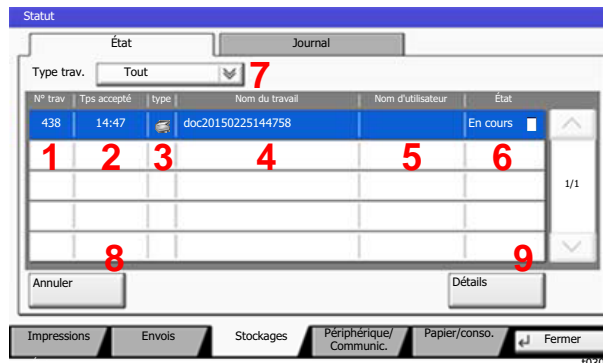 Statut
État Journal
Type trav. Tout 7
N° trav Tps accepté type Nom du travail Nom d'utilisateur État
438 14:47 doc20150225144758 En cours
1 2 3 4 5 6
1/1
8 9
Annuler Détails
Impressions Envois Stockages Périphérique/ Communic. Papier/conso. Fermer